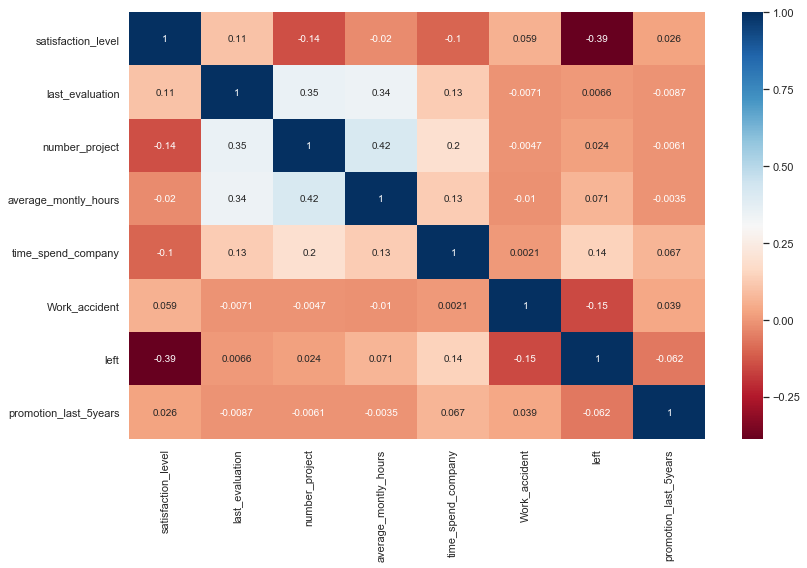 satisfaction_level 1 0.11 -0.14 -0.02 -0.1 0.059 -0.39 0.026
last_evaluation 0.11 1 0.35 0.34 0.13 -0.0071 0.0066 -0.0087
number_project -0.14 0.35 1 0.42 0.2 -0.0047 0.024 -0.0061
average_montly_hours -0.02 0.34 0.42 1 0.13 -0.01 0.071 -0.0035
time_spend_company -0.1 0.13 0.2 0.13 1 0.0021 0.14 0.067
Work_accident 0.059 -0.0071 -0.0047 -0.01 0.0021 1 -0.15 0.039
left -0.39 0.0066 0.024 0.071 0.14 -0.15 1 -0.062
promotion_last_5years 0.026 -0.0087 -0.0061 -0.0035 0.067 0.039 -0.062 1
satisfaction_level
last_evaluation
number_project
average_montly_hours
time_spend_company
Work_accident
left
promotion_last_5years
1.00
0.75
0.50
0.25
0.00
−0.25